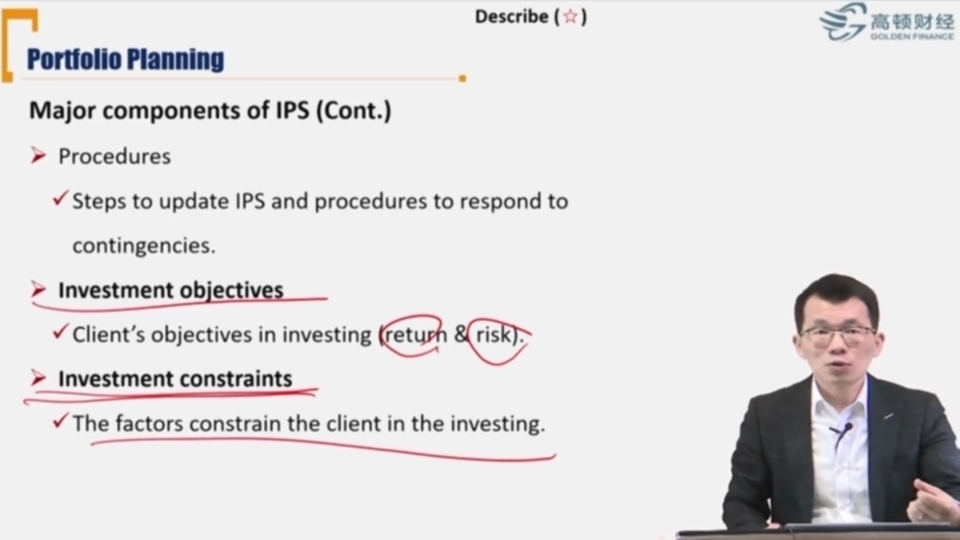 Describe (☆)
高顿财经
GOLDEN FINANCE
Portfolio Planning
Major components of IPS (Cont.)
Procedures
Steps to update IPS and procedures to respond to
contingencies.
Investment objectives
Client's objectives in investing (return & risk).
Investment constraints
The factors constrain the client in the investing.